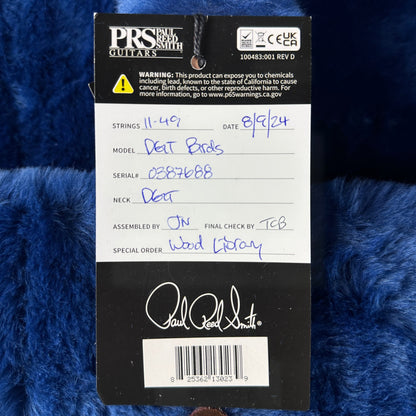 PRS PAUL REED SMITH
GUITARS
UK CA
100483:001 REV D
WARNING: This product can expose you to chemicals
including lead, known to the state of California to cause
cancer, birth defects, or other reproductive harm. For
more information, go to www.p65warnings.ca.gov
STRINGS 11-49 DATE 8/9/24
MODEL DGT Birds
SERIAL# 0387688
NECK DGT
ASSEMBLED BY JN FINAL CHECK BY TCB
SPECIAL ORDER Wood Library
Paul Reed Smith®
8 25362 13023 9